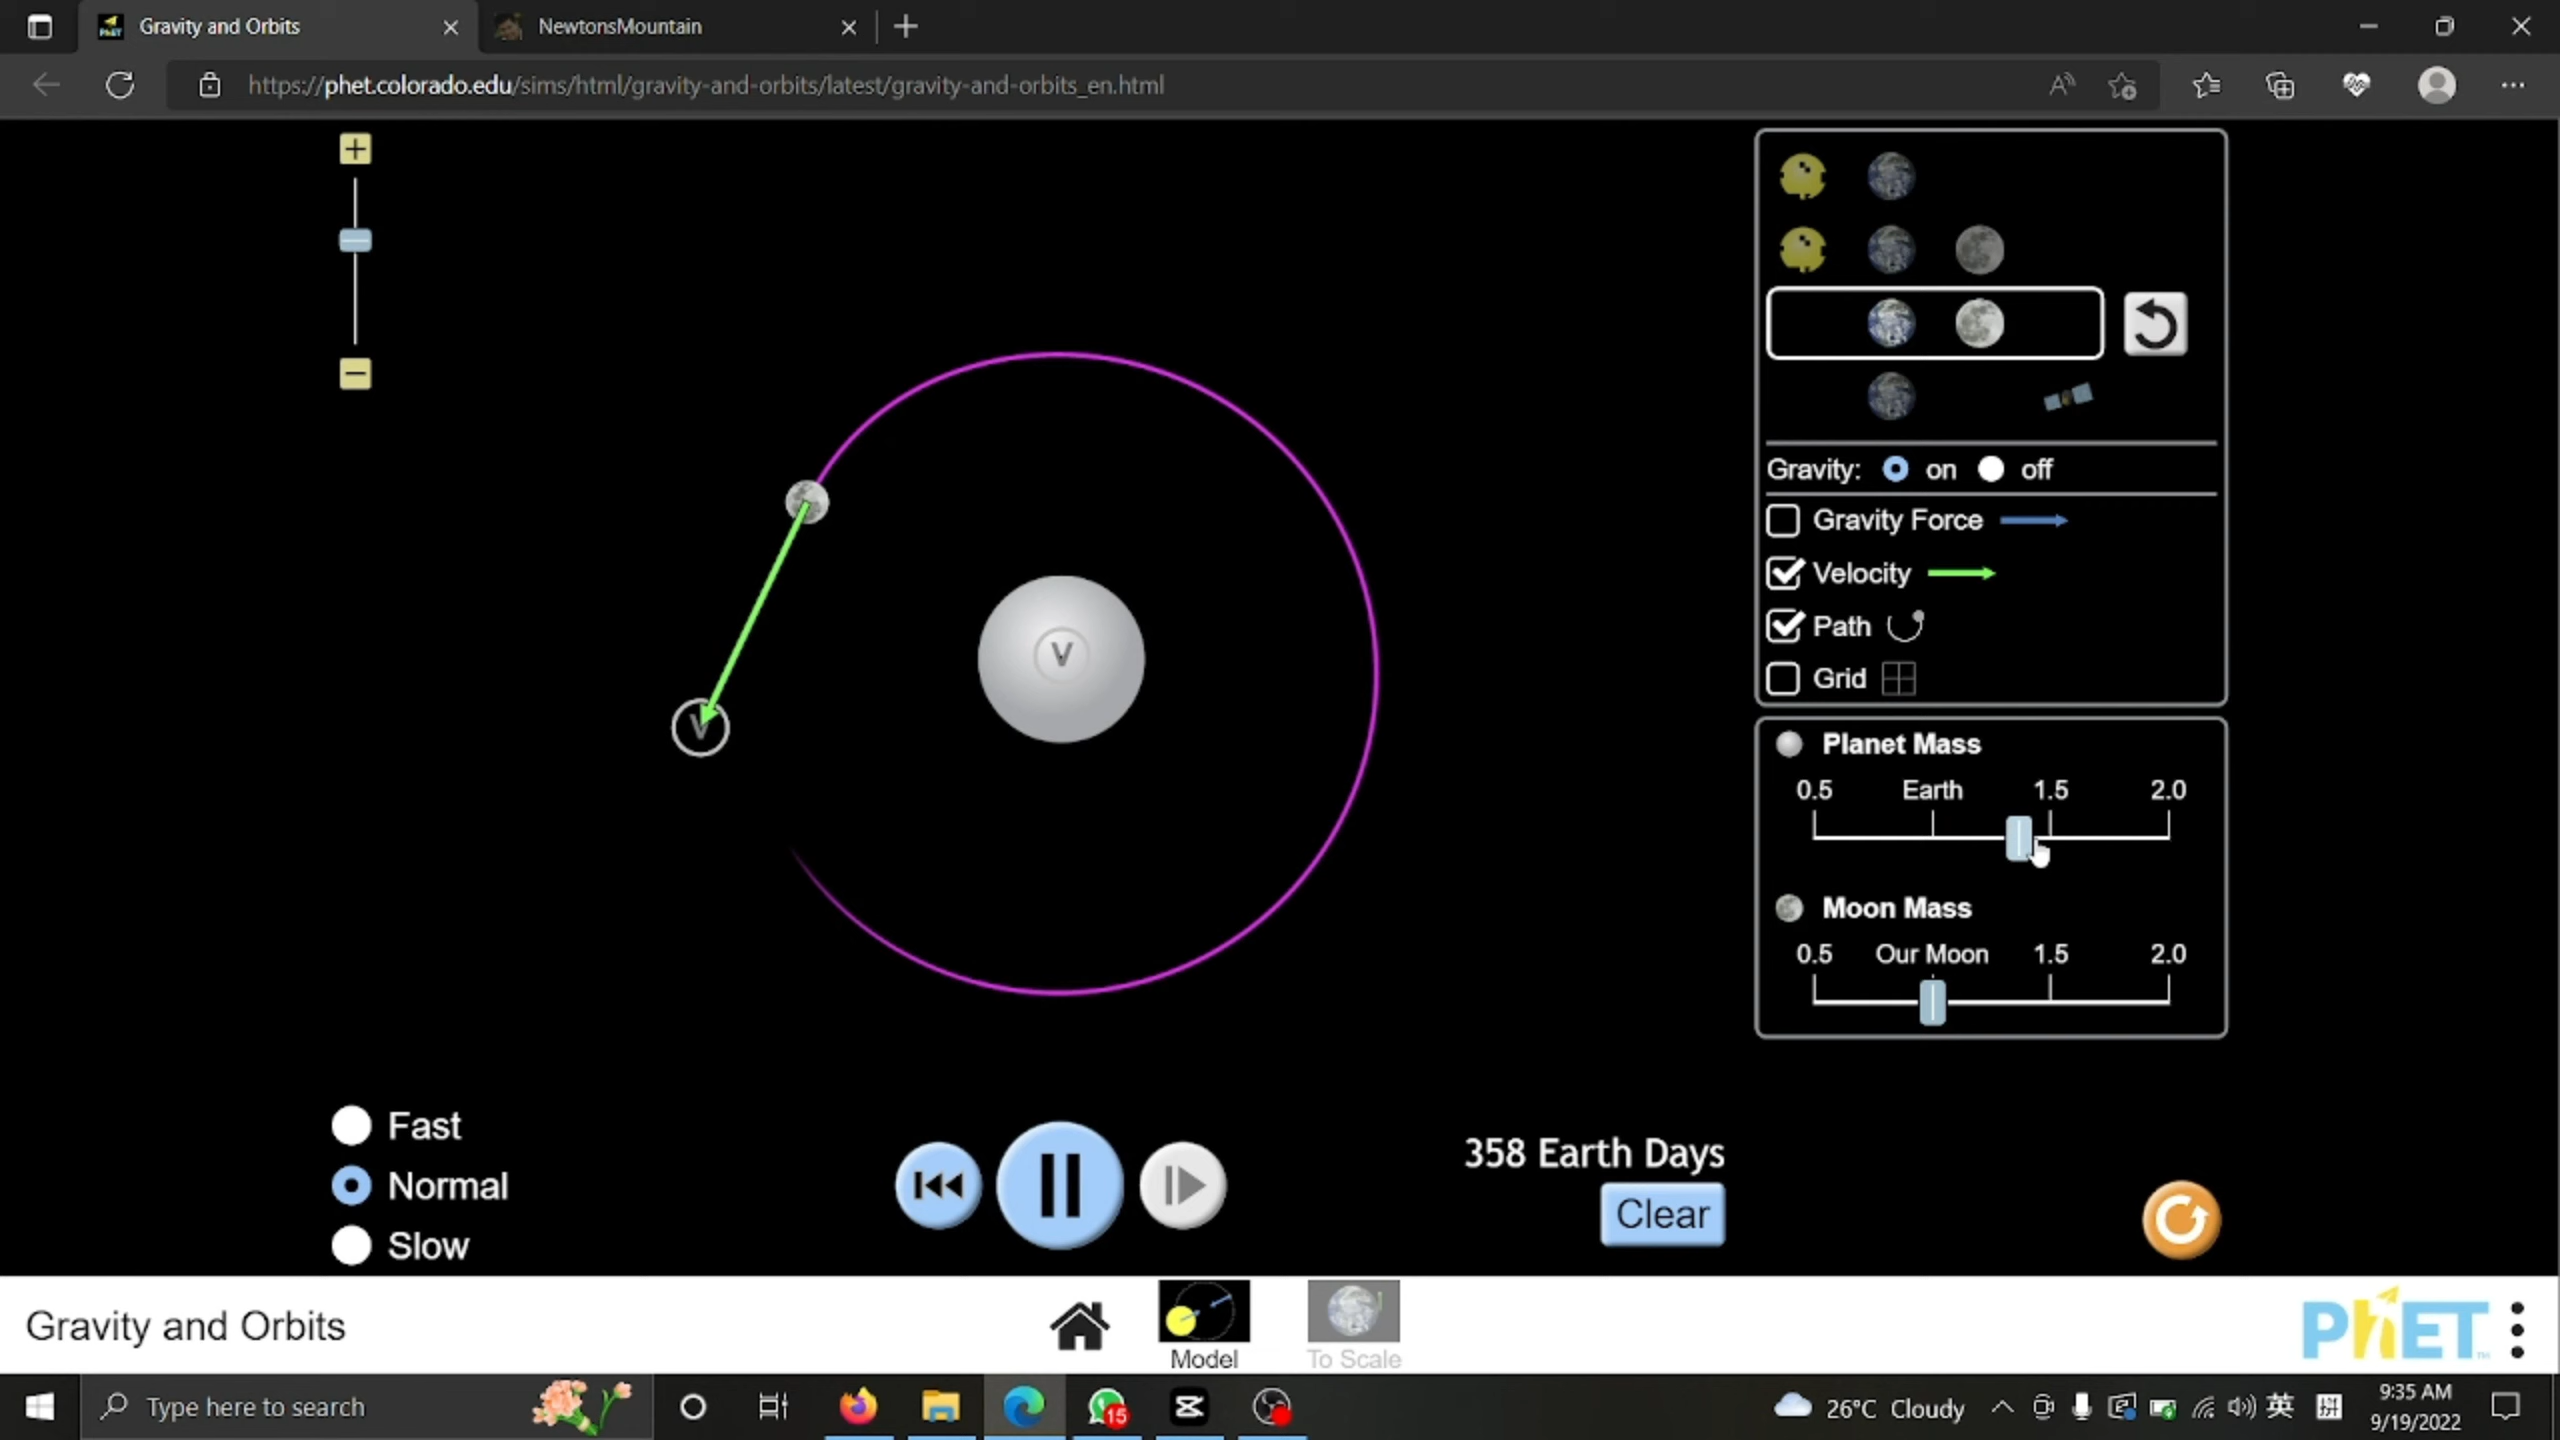 Gravity and Orbits
NewtonsMountain
https://phet.colorado.edu/sims/html/gravity-and-orbits/latest/gravity-and-orbits_en.html
Gravity: on off
Gravity Force
V
Velocity
Path
V
Grid
Planet Mass
0.5 Earth 1.5 2.0
Moon Mass
0.5 Our Moon 1.5 2.0
Fast
Normal
Slow
358 Earth Days
Clear
Gravity and Orbits
Model
To Scale
PhET
Type here to search
15
26°C Cloudy
英
拼
9:35 AM
9/19/2022